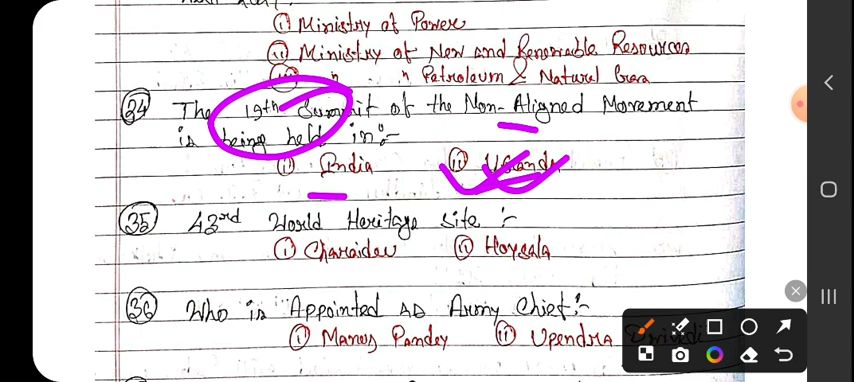 (i) Ministry of Power
(ii) Ministry of New and Renewable Resources
(iii) " " Petroleum & Natural Gas
(34) The 19th Summit of the Non-Aligned Movement
is being held in:-
(i) India (ii) Uganda
(35) 43rd World Heritage site :-
(i) Charaideu (ii) Hoysala
(36) Who is Appointed as Army Chief:-
(i) Manoj Pandey (ii) Upendra